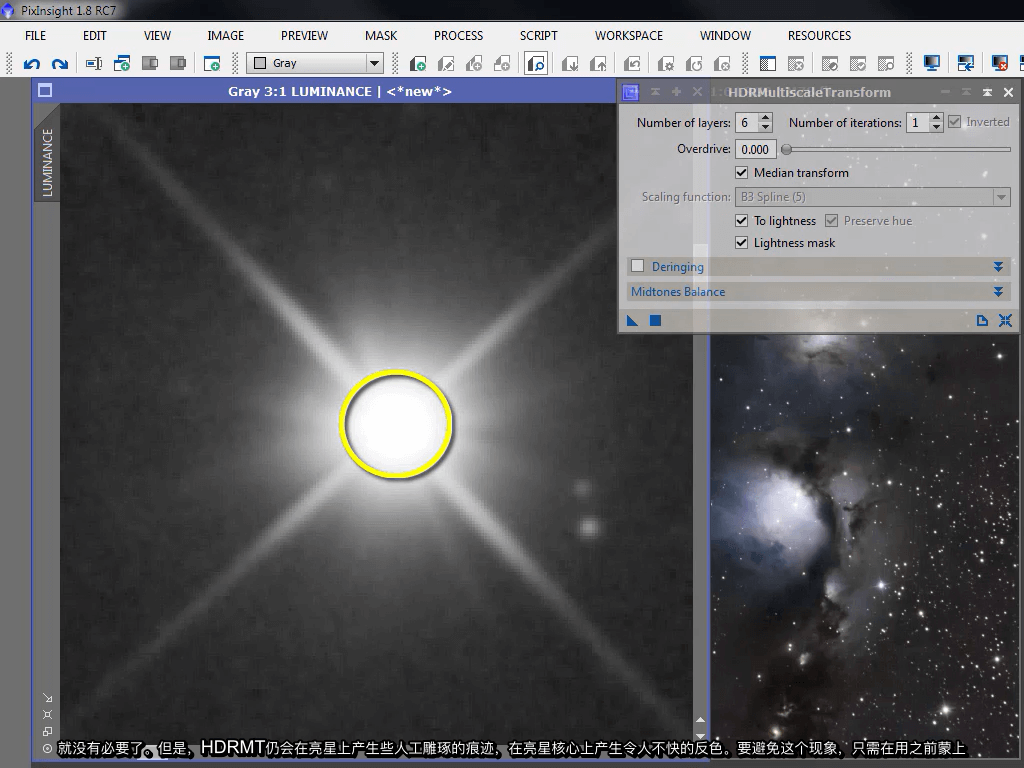 PixInsight 1.8 RC7
FILE EDIT VIEW IMAGE PREVIEW MASK PROCESS SCRIPT WORKSPACE WINDOW RESOURCES
Gray
Gray 3:1 LUMINANCE | <*new*>
LUMINANCE
HDRMultiscaleTransform
Number of layers: 6 Number of iterations: 1 Inverted
Overdrive: 0.000
Median transform
Scaling function: B3 Spline (5)
To lightness Preserve hue
Lightness mask
Deringing
Midtones Balance
就没有必要了。但是，HDRMT仍会在亮星上产生些人工雕琢的痕迹，在亮星核心上产生令人不快的反色。要避免这个现象，只需在用之前蒙上